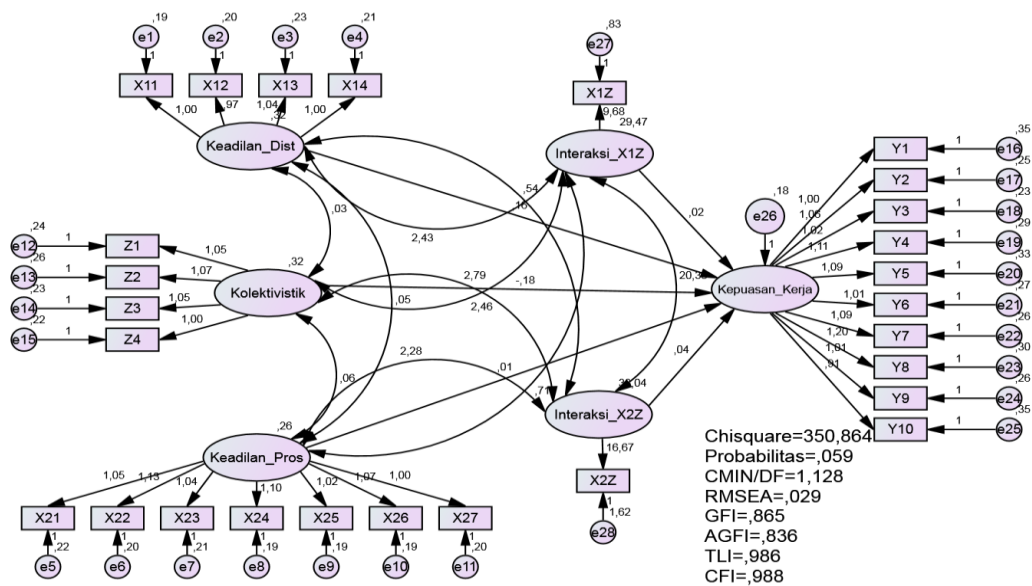 ,19
,20
,23
,21
e1
e2
e3
e4
1
1
1
1
X11
X12
X13
X14
1,00
,97
1,04
1,00
,32
Keadilan_Dist
,83
e27
1
X1Z
9,68
29,47
Interaksi_X1Z
,54
,16
,03
2,43
,02
,24
e12
1
Z1
1,05
,26
e13
1
Z2
1,07
,23
e14
1
Z3
1,05
,22
e15
1
Z4
1,00
,32
Kolektivistik
2,79
-,18
,05
2,46
,18
e26
1
Kepuasan_Kerja
1,00
1,05
1,02
1,11
1,09
1,01
1,09
1,20
1,01
,91
Y1
1
e16
,35
Y2
1
e17
,25
Y3
1
e18
,23
Y4
1
e19
,29
Y5
1
e20
,33
Y6
1
e21
,27
Y7
1
e22
,26
Y8
1
e23
,30
Y9
1
e24
,26
Y10
1
e25
,35
2,28
,01
,06
,71
,04
Interaksi_X2Z
16,67
X2Z
1
1,62
e28
,26
Keadilan_Pros
1,05
1,13
1,04
1,10
1,02
1,07
1,00
X21
X22
X23
X24
X25
X26
X27
1
1
1
1
1
1
1
,22
,20
,21
,19
,19
,19
,20
e5
e6
e7
e8
e9
e10
e11
Chisquare=350,864
Probabilitas=,059
CMIN/DF=1,128
RMSEA=,029
GFI=,865
AGFI=,836
TLI=,986
CFI=,988